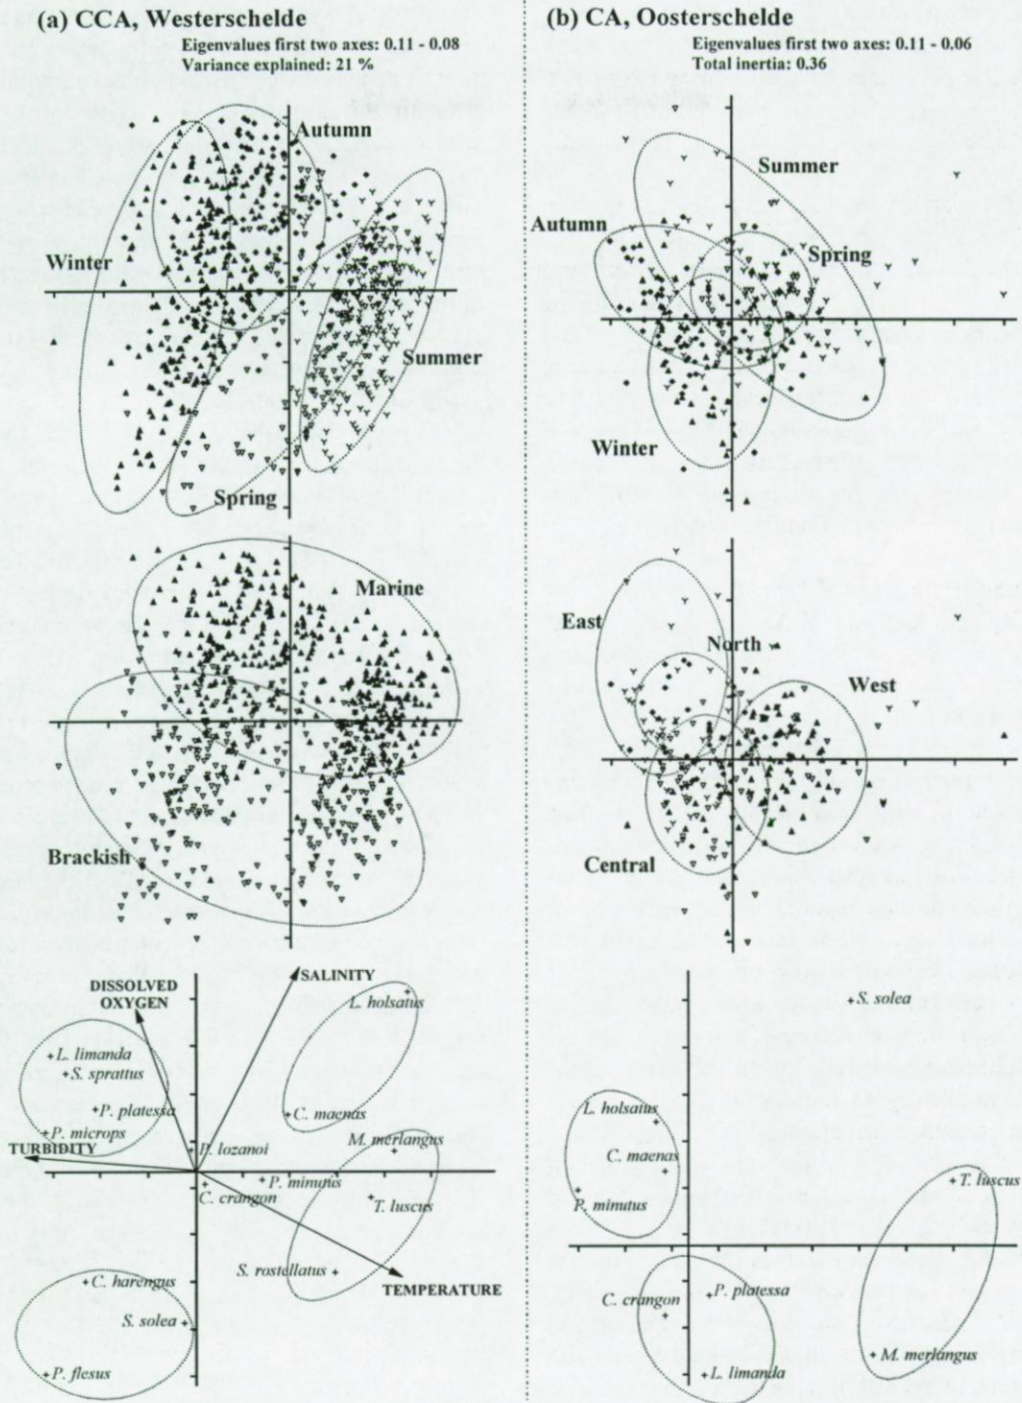 (a) CCA, Westerschelde
Eigenvalues first two axes: 0.11 - 0.08
Variance explained: 21 %
Autumn
Winter
Summer
Spring
Marine
Brackish
DISSOLVED
OXYGEN
SALINITY
L. holsatus
L. limanda
S. sprattus
P. platessa
P. microps
TURBIDITY
C. maenas
M. merlangus
P. lozanoi
P. minutus
C. crangon
T. luscus
S. rostellatus
TEMPERATURE
C. harengus
S. solea
P. flesus
(b) CA, Oosterschelde
Eigenvalues first two axes: 0.11 - 0.06
Total inertia: 0.36
Summer
Autumn
Spring
Winter
East
North
West
Central
S. solea
L. holsatus
C. maenas
P. minutus
T. luscus
C. crangon
P. platessa
M. merlangus
L. limanda